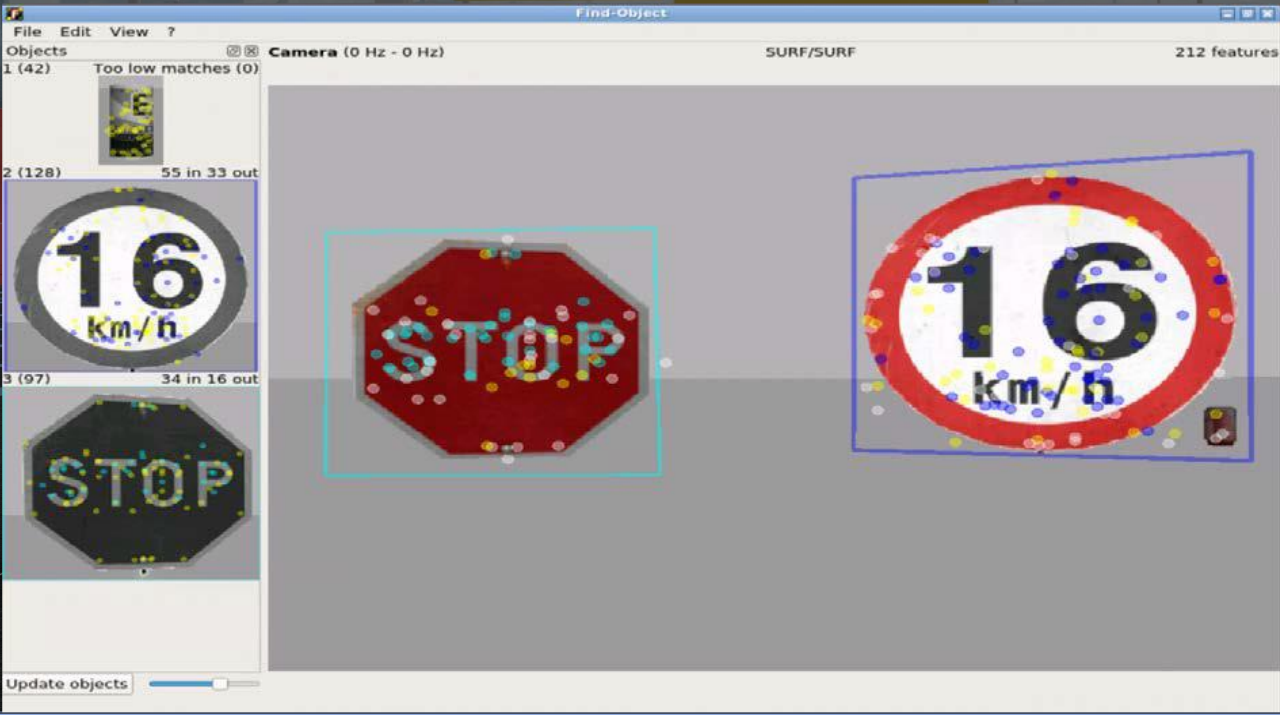 Find-Object
File Edit View ?
Objects
Camera (0 Hz - 0 Hz) SURF/SURF 212 features
1 (42) Too low matches (0)
E
2 (128) 55 in 33 out
16
km/h
3 (97) 34 in 16 out
STOP
STOP
16
km/h
Update objects